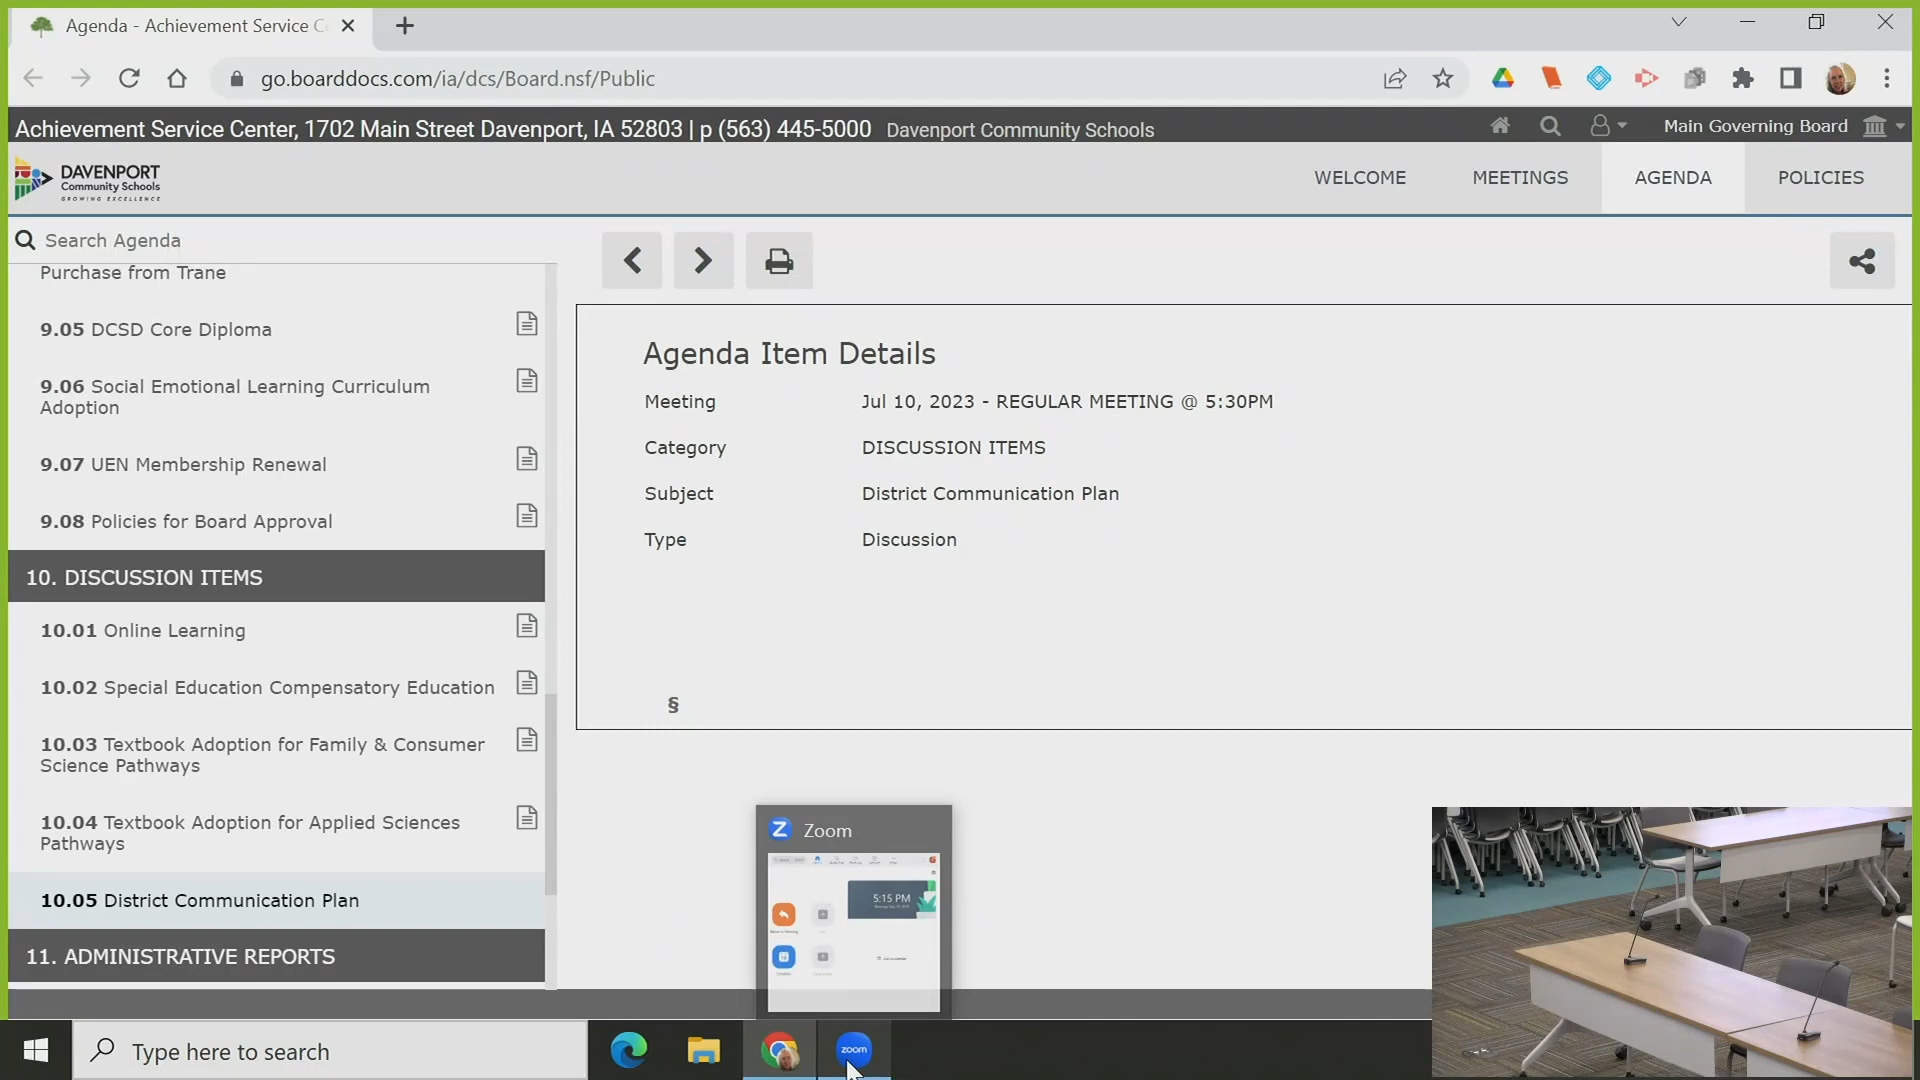 Agenda - Achievement Service C
go.boarddocs.com/ia/dcs/Board.nsf/Public
Achievement Service Center, 1702 Main Street Davenport, IA 52803 | p (563) 445-5000 Davenport Community Schools
Main Governing Board
DAVENPORT
Community Schools
GROWING EXCELLENCE
WELCOME
MEETINGS
AGENDA
POLICIES
Search Agenda
Purchase from Trane
9.05 DCSD Core Diploma
9.06 Social Emotional Learning Curriculum
Adoption
9.07 UEN Membership Renewal
9.08 Policies for Board Approval
10. DISCUSSION ITEMS
10.01 Online Learning
10.02 Special Education Compensatory Education
10.03 Textbook Adoption for Family & Consumer
Science Pathways
10.04 Textbook Adoption for Applied Sciences
Pathways
10.05 District Communication Plan
11. ADMINISTRATIVE REPORTS
Agenda Item Details
Meeting Jul 10, 2023 - REGULAR MEETING @ 5:30PM
Category DISCUSSION ITEMS
Subject District Communication Plan
Type Discussion
§
Zoom
5:15 PM
Type here to search
zoom